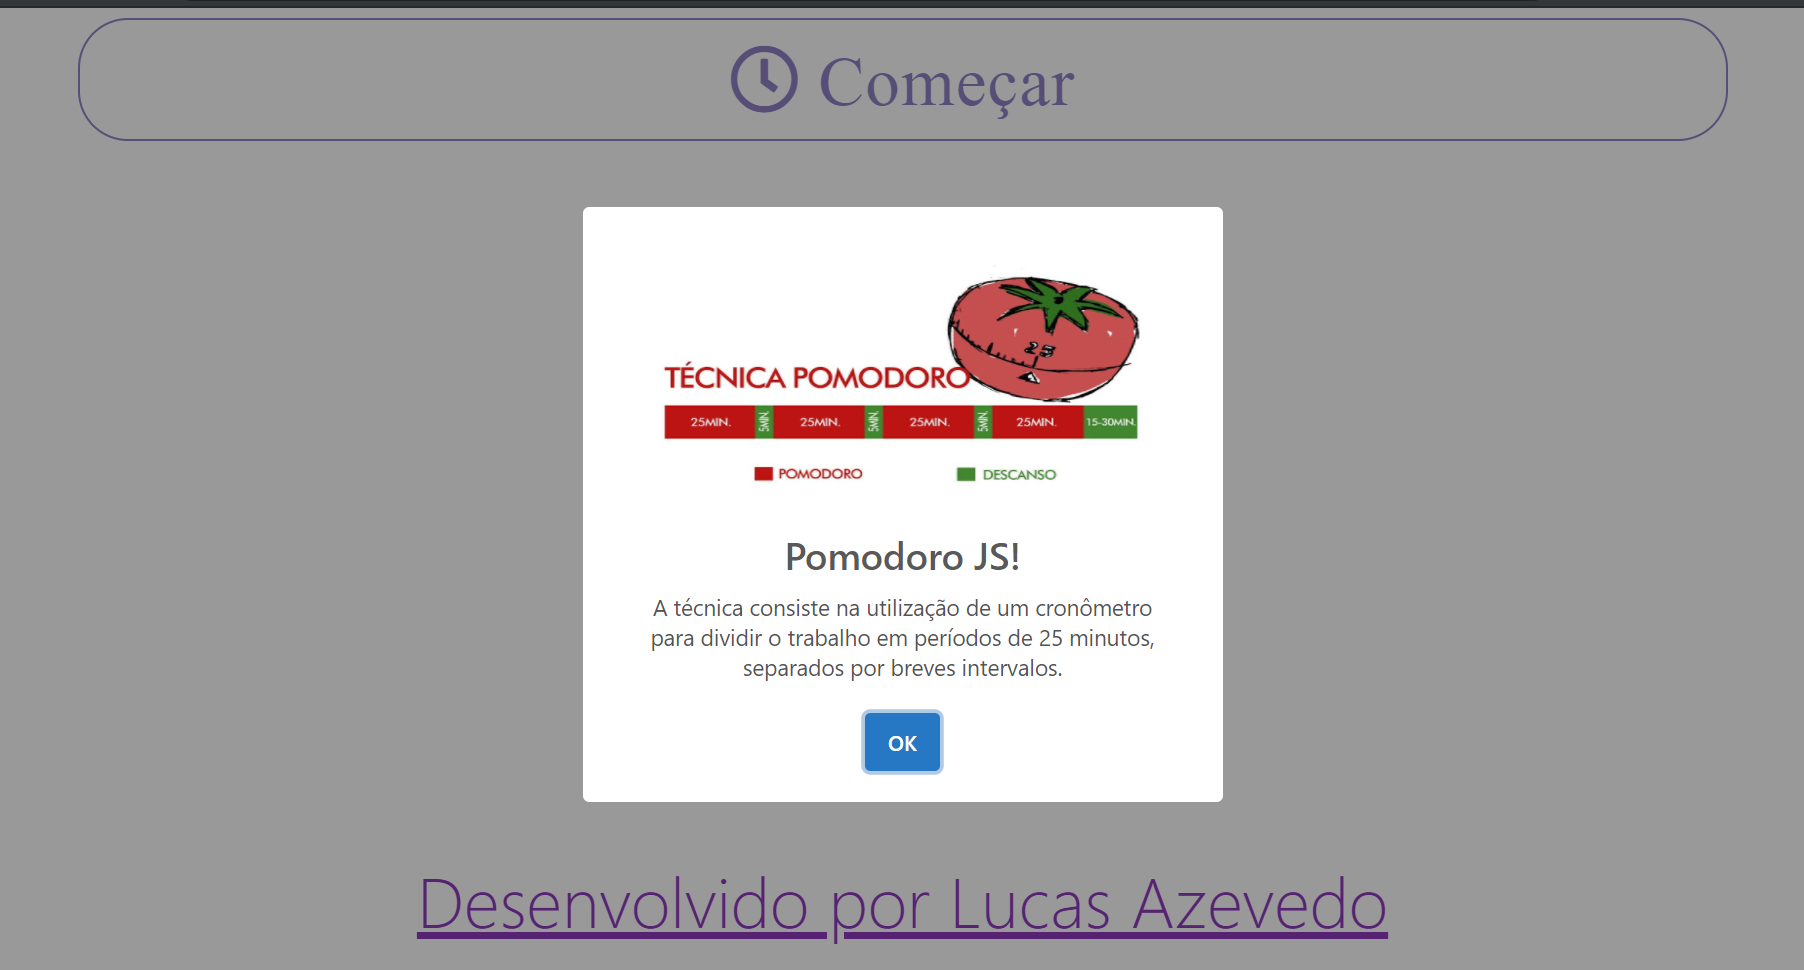 Começar
25
TÉCNICA POMODORO
25MIN. 5MIN. 25MIN. 5MIN. 25MIN. 5MIN. 25MIN. 15-30MIN.
POMODORO DESCANSO
Pomodoro JS!
A técnica consiste na utilização de um cronômetro
para dividir o trabalho em períodos de 25 minutos,
separados por breves intervalos.
OK
Desenvolvido por Lucas Azevedo